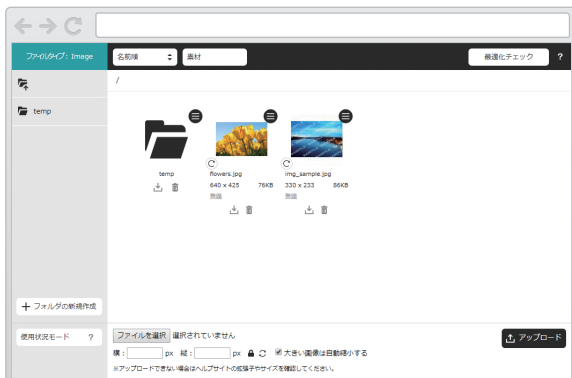 ファイルタイプ: Image
名前順
素材
最適化チェック
?
/
temp
temp
flowers.jpg
640 x 425 76KB
無題
img_sample.jpg
330 x 233 86KB
無題
+ フォルダの新規作成
使用状況モード ?
ファイルを選択 選択されていません
横: px 縦: px 大きい画像は自動縮小する
※アップロードできない場合はヘルプサイトの拡張子やサイズを確認してください。
アップロード